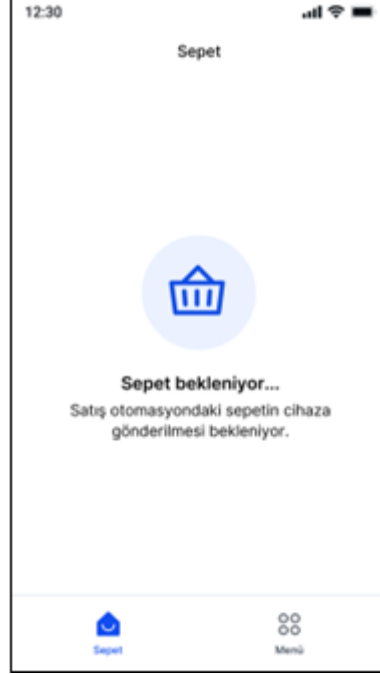 12:30
Sepet
Sepet bekleniyor...
Satış otomasyondaki sepetin cihaza
gönderilmesi bekleniyor.
Sepet
Menü